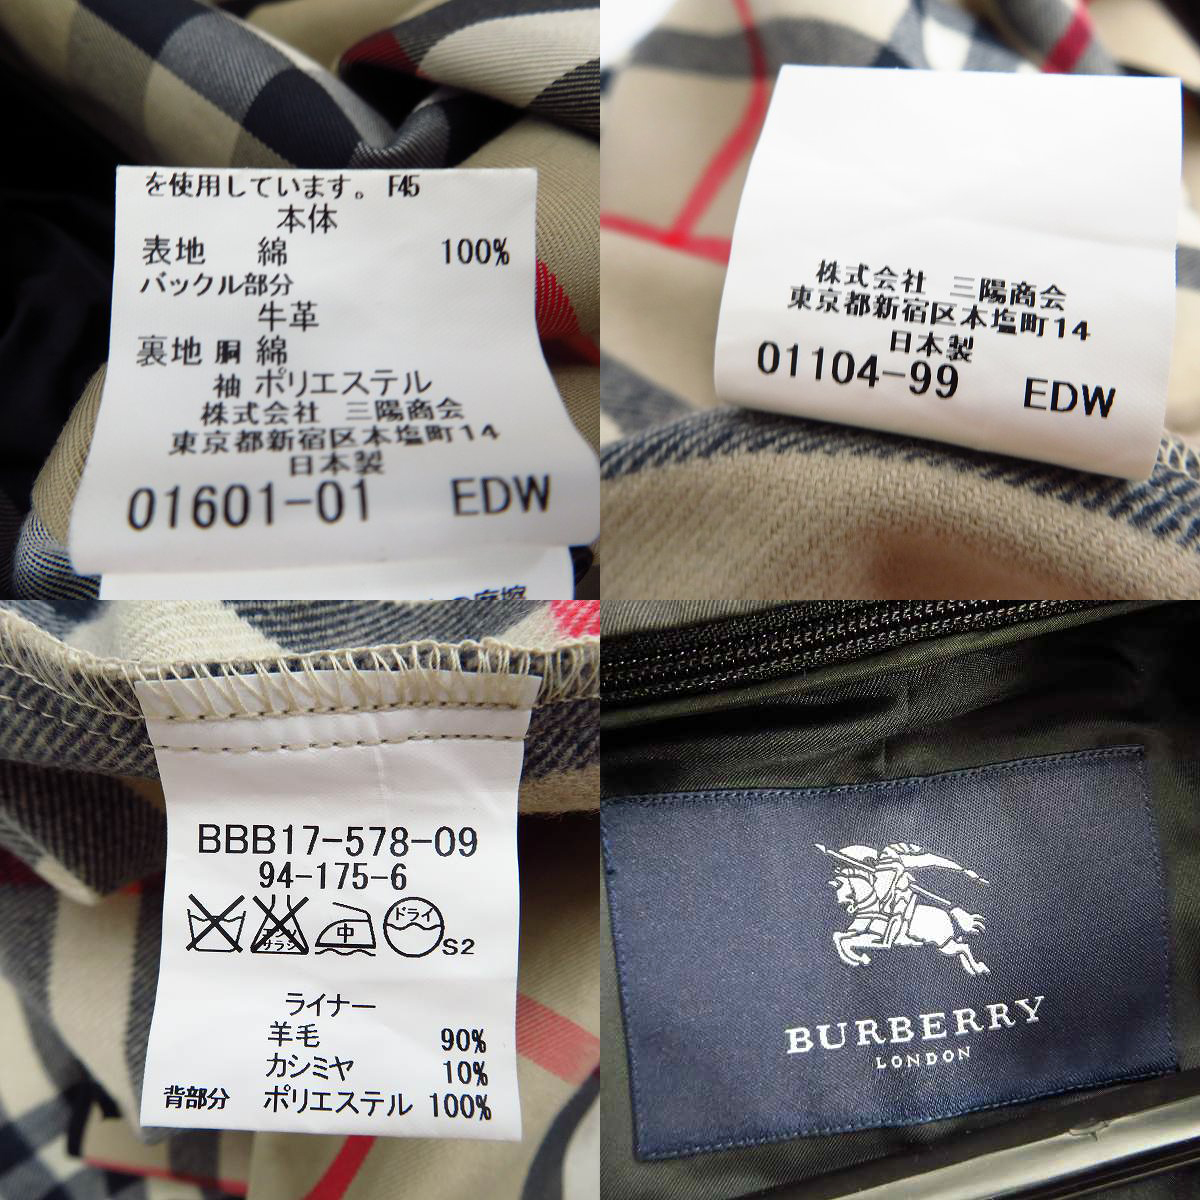 を使用しています。 F45
本体
表地 綿 100%
バックル部分
牛革
裏地 胴 綿
袖 ポリエステル
株式会社 三陽商会
東京都新宿区本塩町14
日本製
01601-01 EDW
株式会社 三陽商会
東京都新宿区本塩町14
日本製
01104-99 EDW
BBB17-578-09
94-175-6
サラシ
中
ドライ
S2
ライナー
羊毛 90%
カシミヤ 10%
背部分 ポリエステル 100%
BURBERRY
LONDON